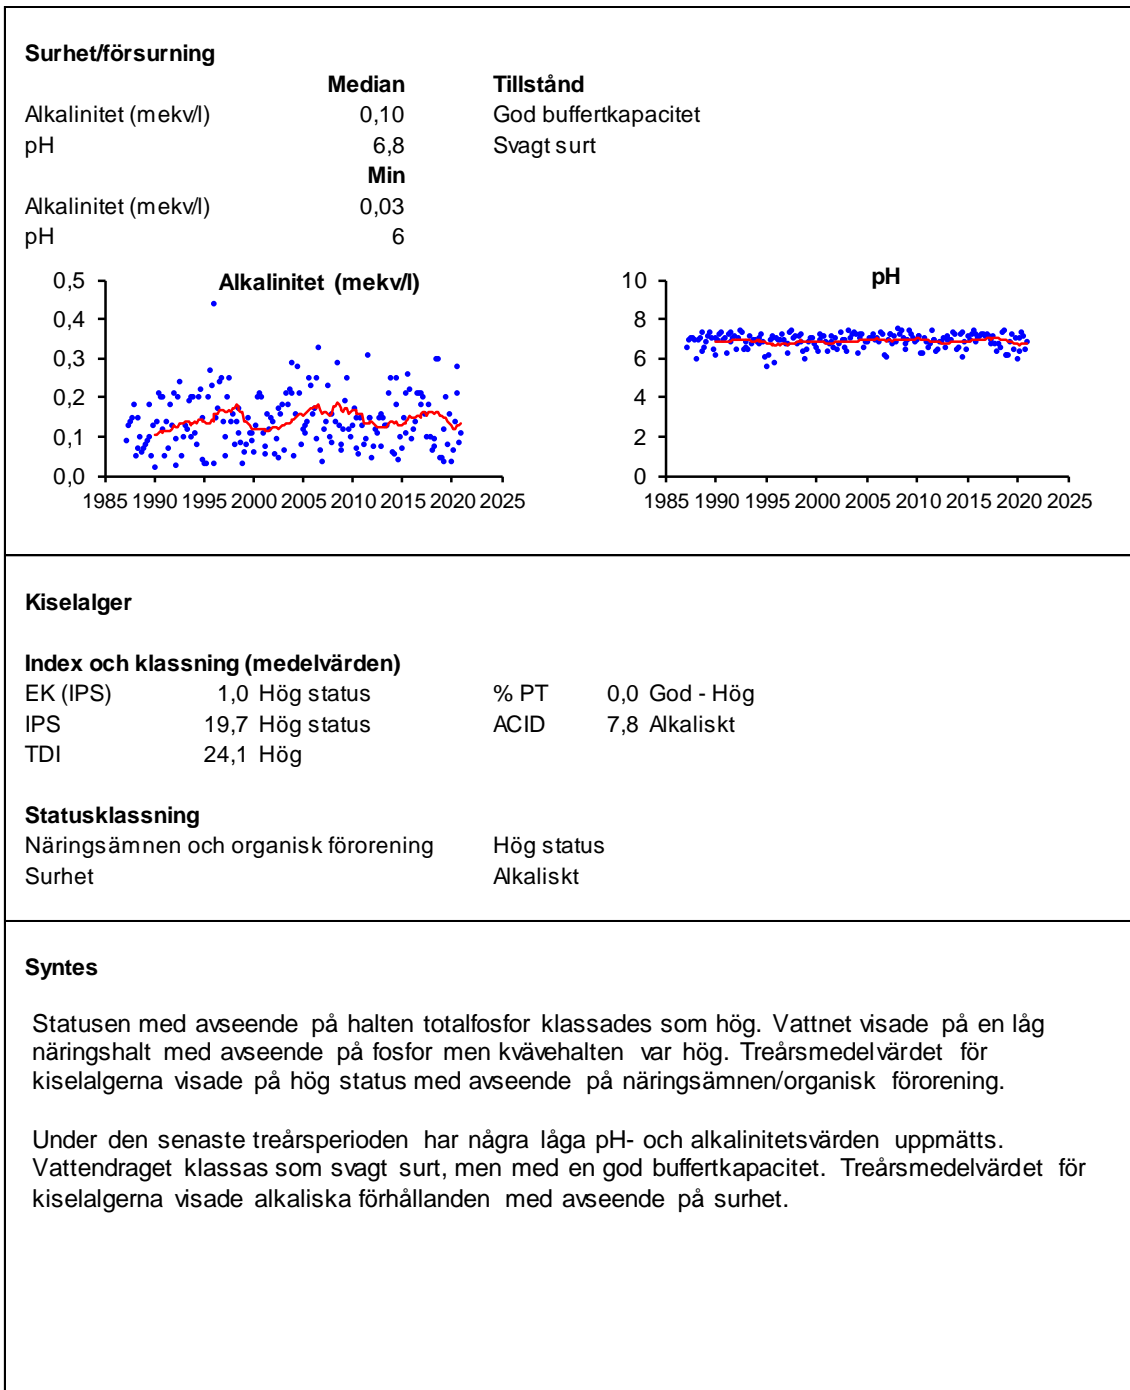 Surhet/försurning
Median Tillstånd
Alkalinitet (mekv/l) 0,10 God buffertkapacitet
pH 6,8 Svagt surt
Min
Alkalinitet (mekv/l) 0,03
pH 6
Alkalinitet (mekv/l)
0,5
0,4
0,3
0,2
0,1
0,0
1985 1990 1995 2000 2005 2010 2015 2020 2025
pH
10
8
6
4
2
0
1985 1990 1995 2000 2005 2010 2015 2020 2025
Kiselalger
Index och klassning (medelvärden)
EK (IPS) 1,0 Hög status % PT 0,0 God - Hög
IPS 19,7 Hög status ACID 7,8 Alkaliskt
TDI 24,1 Hög
Statusklassning
Näringsämnen och organisk förorening Hög status
Surhet Alkaliskt
Syntes
Statusen med avseende på halten totalfosfor klassades som hög. Vattnet visade på en låg
näringshalt med avseende på fosfor men kvävehalten var hög. Treårsmedelvärdet för
kiselalgerna visade på hög status med avseende på näringsämnen/organisk förorening.
Under den senaste treårsperioden har några låga pH- och alkalinitetsvärden uppmätts.
Vattendraget klassas som svagt surt, men med en god buffertkapacitet. Treårsmedelvärdet för
kiselalgerna visade alkaliska förhållanden med avseende på surhet.